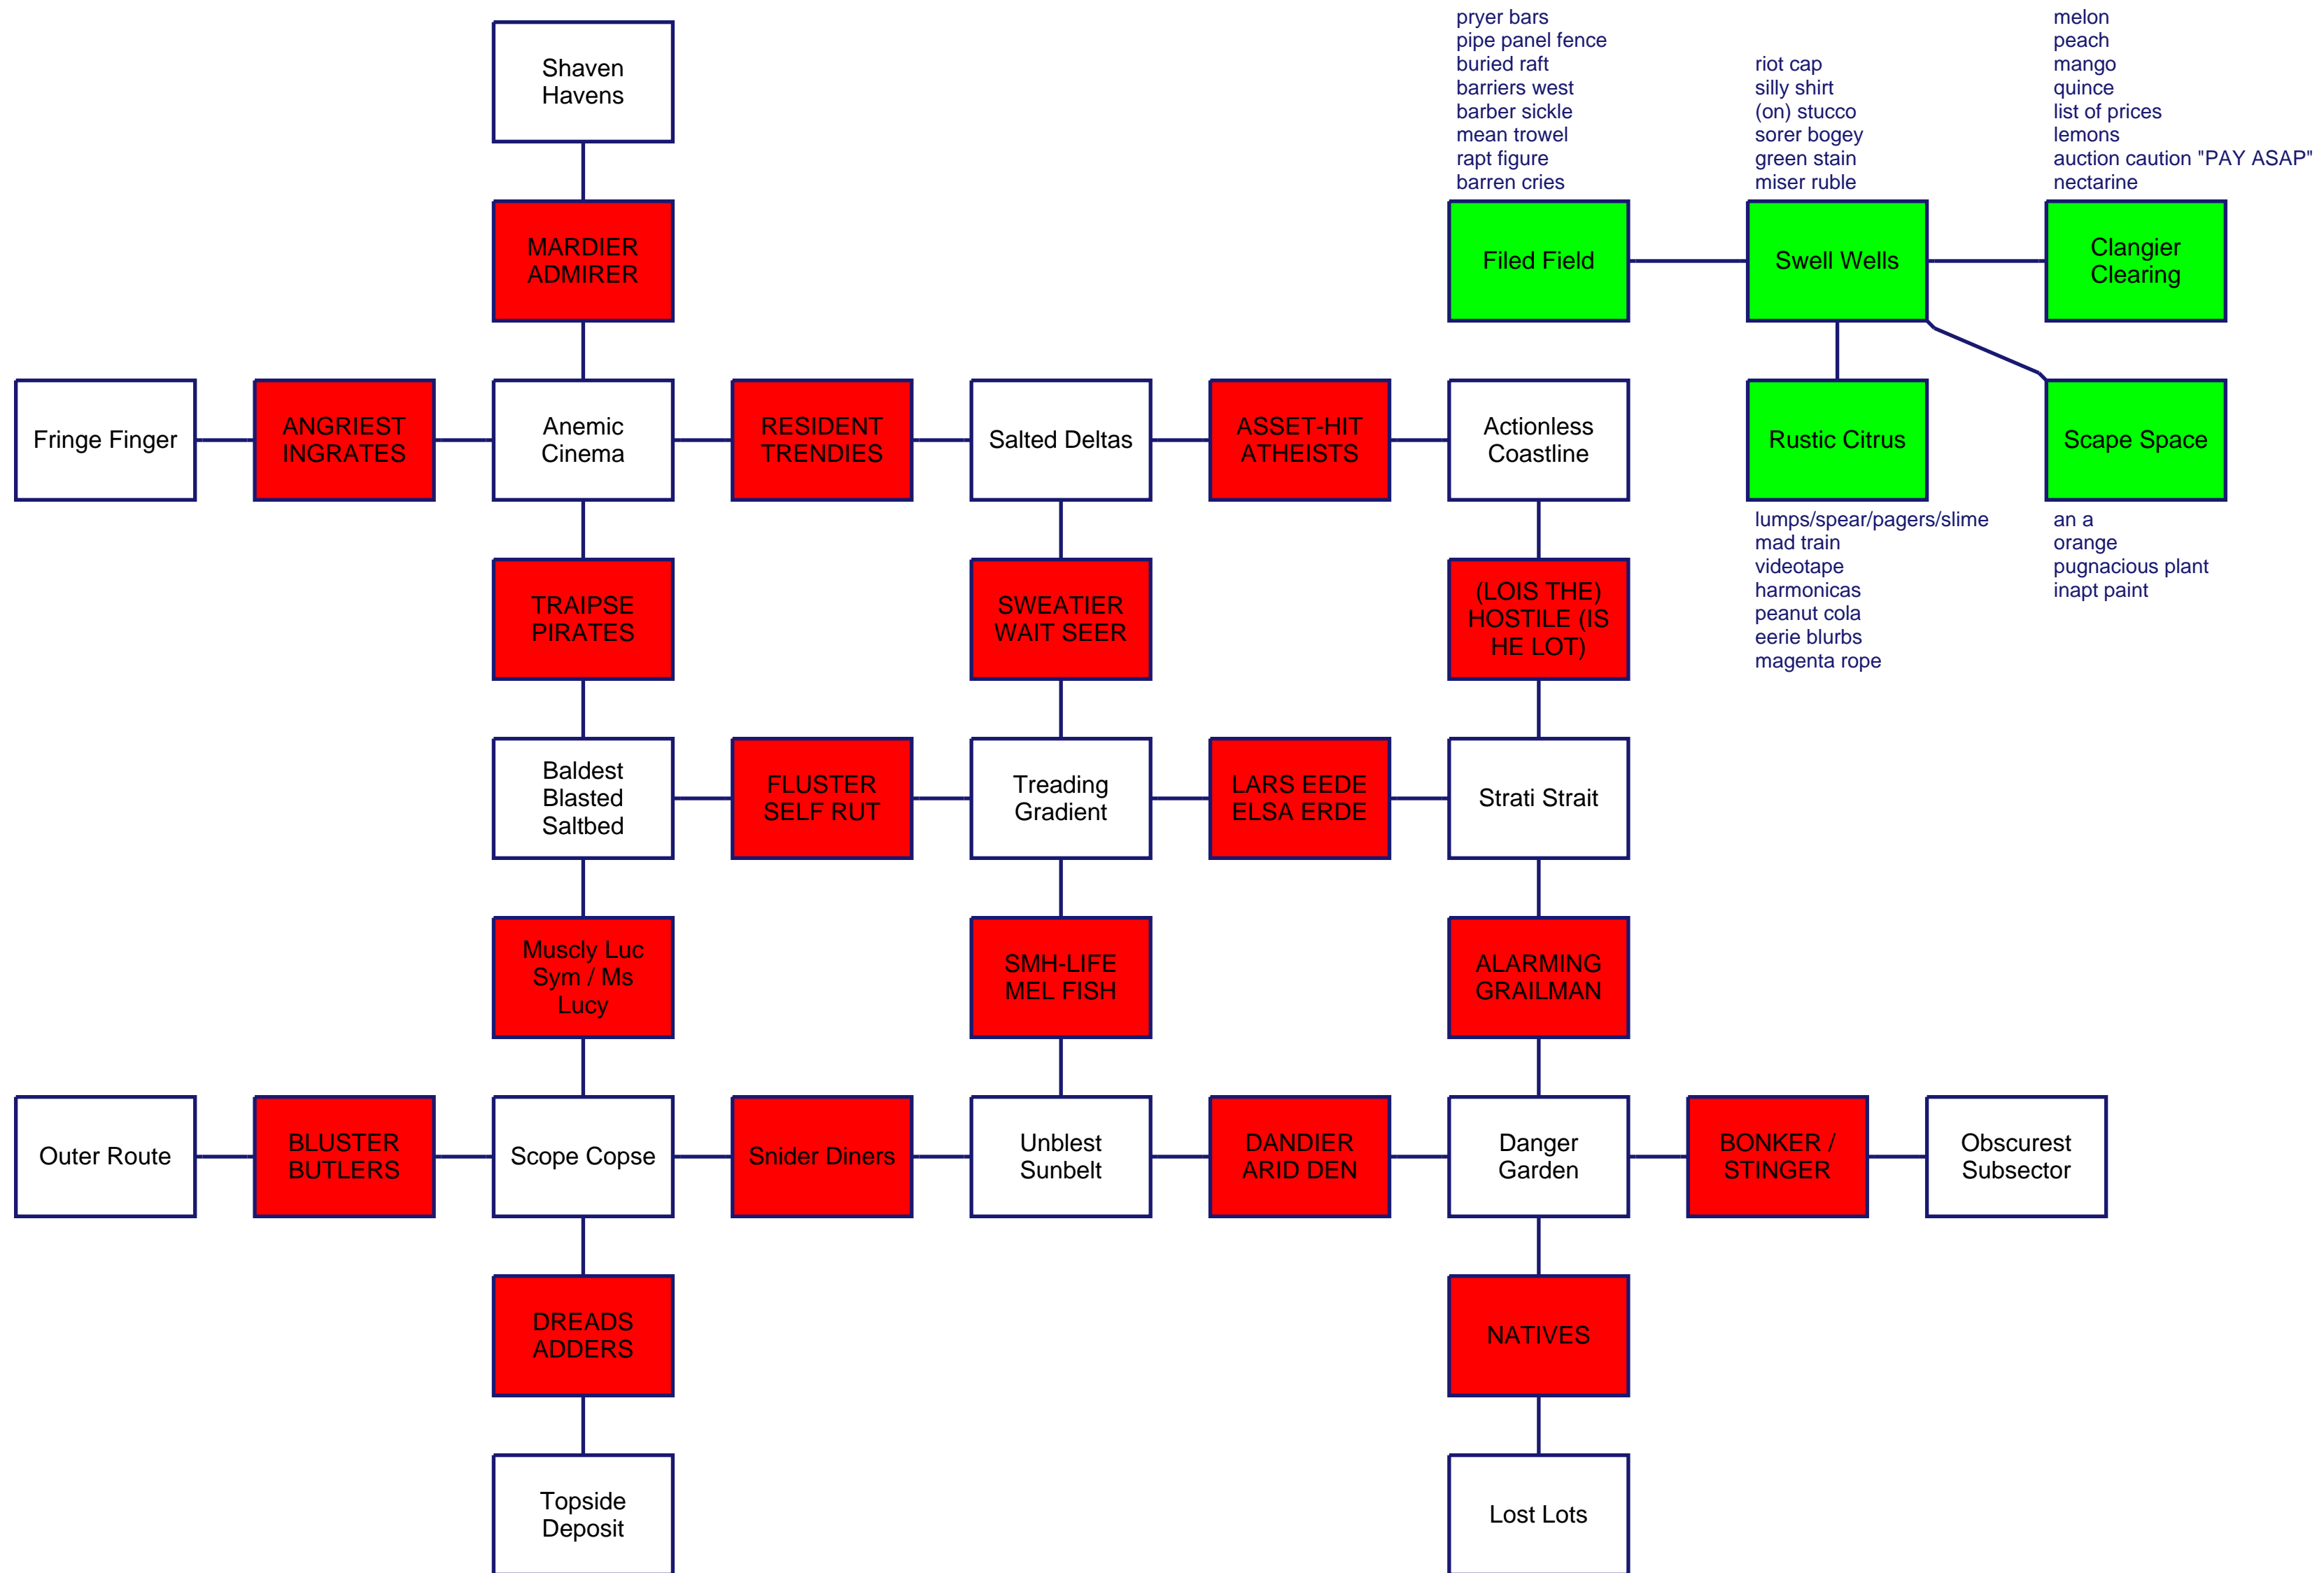 pryer bars
pipe panel fence
buried raft
barriers west
barber sickle
mean trowel
rapt figure
barren cries
riot cap
silly shirt
(on) stucco
sorer bogey
green stain
miser ruble
melon
peach
mango
quince
list of prices
lemons
auction caution "PAY ASAP"
nectarine
Shaven
Havens
MARDIER
ADMIRER
Filed Field
Swell Wells
Clangier
Clearing
Fringe Finger
ANGRIEST
INGRATES
Anemic
Cinema
RESIDENT
TRENDIES
Salted Deltas
ASSET-HIT
ATHEISTS
Actionless
Coastline
Rustic Citrus
Scape Space
lumps/spear/pagers/slime
mad train
videotape
harmonicas
peanut cola
eerie blurbs
magenta rope
an a
orange
pugnacious plant
inapt paint
TRAIPSE
PIRATES
SWEATIER
WAIT SEER
(LOIS THE)
HOSTILE (IS
HE LOT)
Baldest
Blasted
Saltbed
FLUSTER
SELF RUT
Treading
Gradient
LARS EEDE
ELSA ERDE
Strati Strait
Muscly Luc
Sym / Ms
Lucy
SMH-LIFE
MEL FISH
ALARMING
GRAILMAN
Outer Route
BLUSTER
BUTLERS
Scope Copse
Snider Diners
Unblest
Sunbelt
DANDIER
ARID DEN
Danger
Garden
BONKER /
STINGER
Obscurest
Subsector
DREADS
ADDERS
NATIVES
Topside
Deposit
Lost Lots